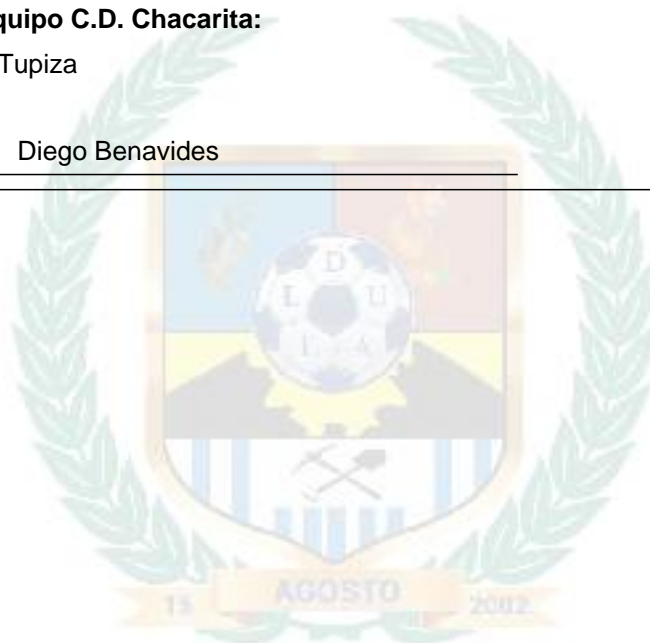 quipo C.D. Chacarita:
Tupiza
Diego Benavides
D
L U
I A
15 AGOSTO 2002